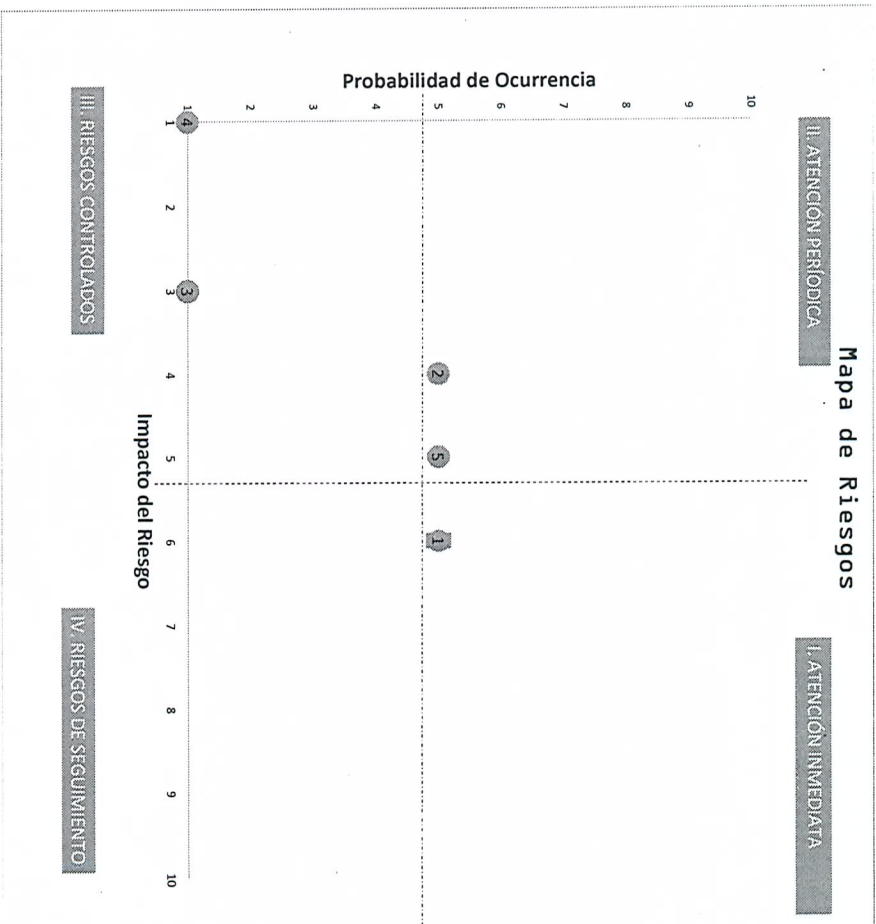 Mapa de Riesgos
II. ATENCIÓN PERÍODICA
I. ATENCIÓN INMEDIATA
Probabilidad de Ocurrencia
10
9
8
7
6
5
4
3
2
1
2
5
1
4
3
1 2 3 4 5 6 7 8 9 10
Impacto del Riesgo
III. RIESGOS CONTROLADOS
IV. RIESGOS DE SEGUIMIENTO